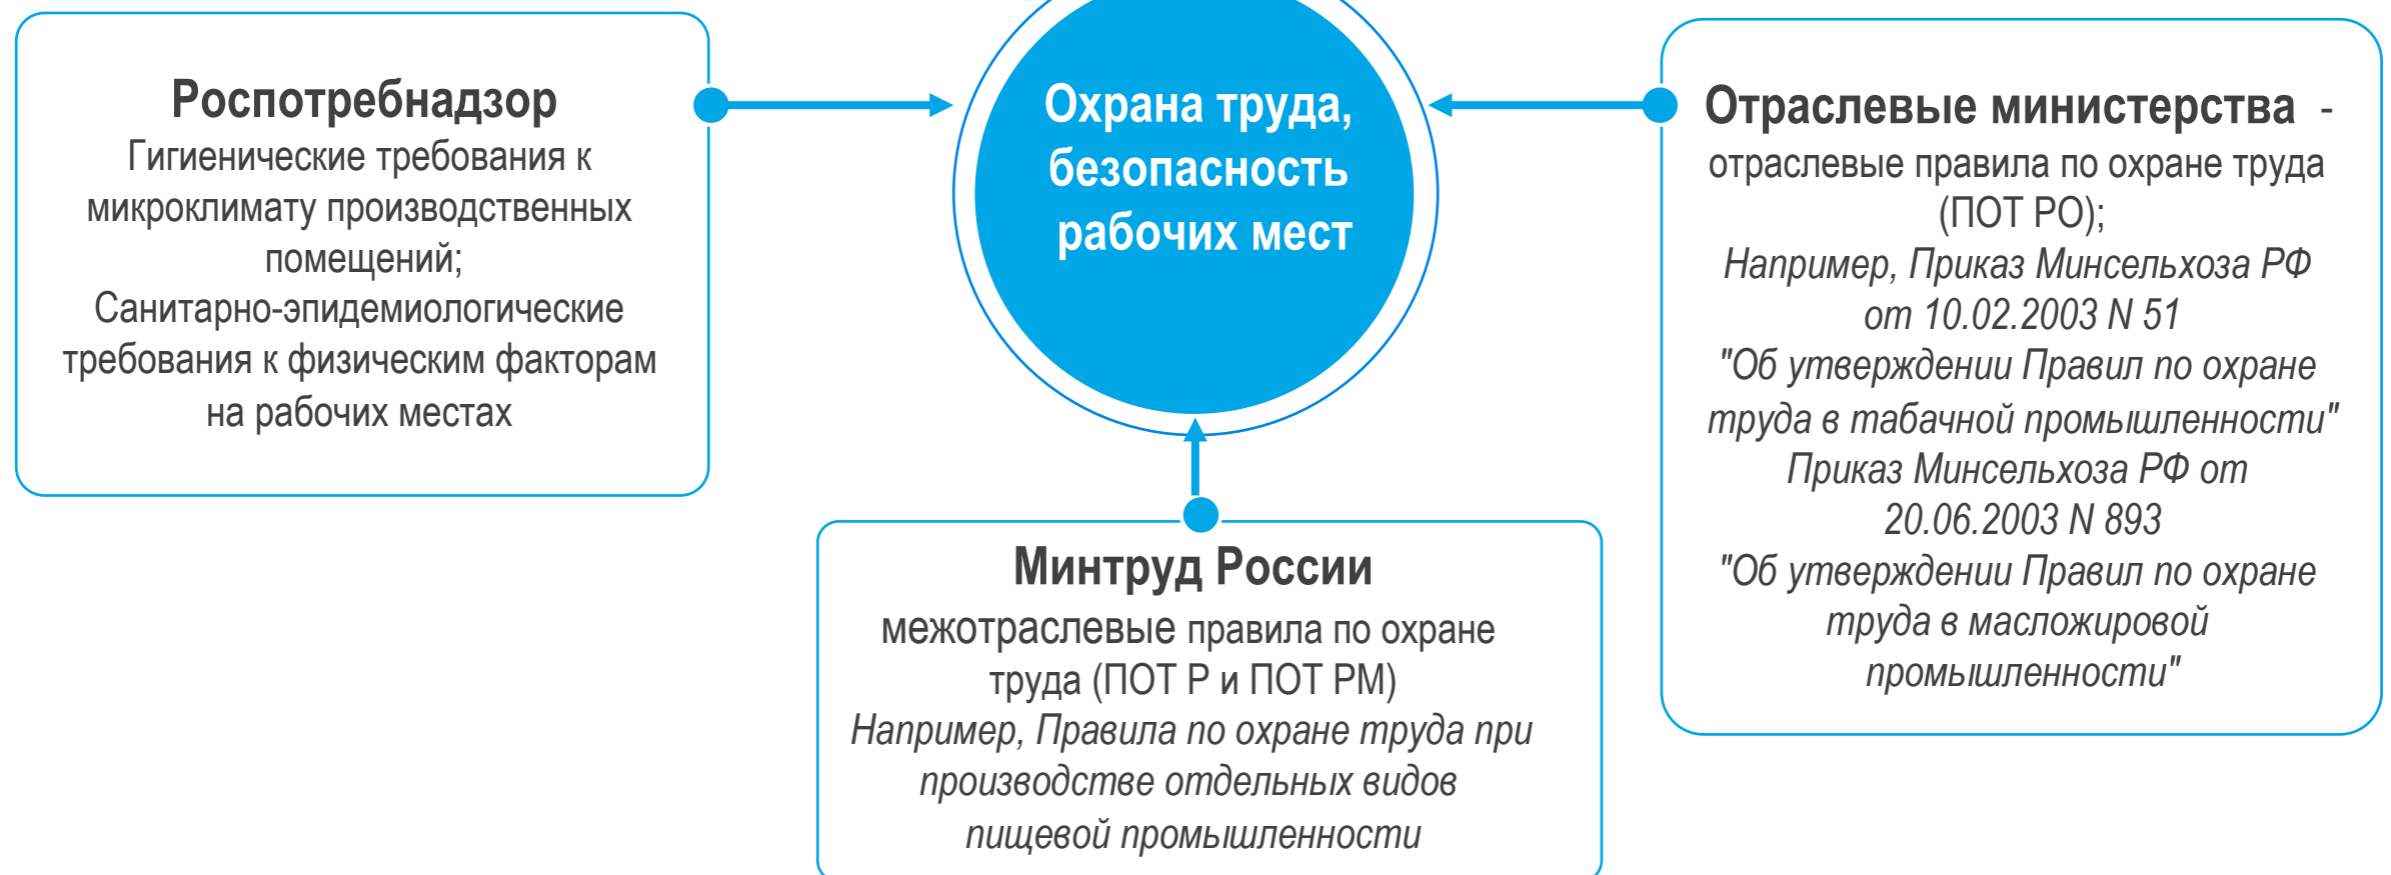 Роспотребнадзор
Гигиенические требования к
микроклимату производственных
помещений;
Санитарно-эпидемиологические
требования к физическим факторам
на рабочих местах
Охрана труда,
безопасность
рабочих мест
Отраслевые министерства -
отраслевые правила по охране труда
(ПОТ РО);
Например, Приказ Минсельхоза РФ
от 10.02.2003 N 51
"Об утверждении Правил по охране
труда в табачной промышленности"
Приказ Минсельхоза РФ от
20.06.2003 N 893
"Об утверждении Правил по охране
труда в масложировой
промышленности"
Минтруд России
межотраслевые правила по охране
труда (ПОТ Р и ПОТ РМ)
Например, Правила по охране труда при
производстве отдельных видов
пищевой промышленности